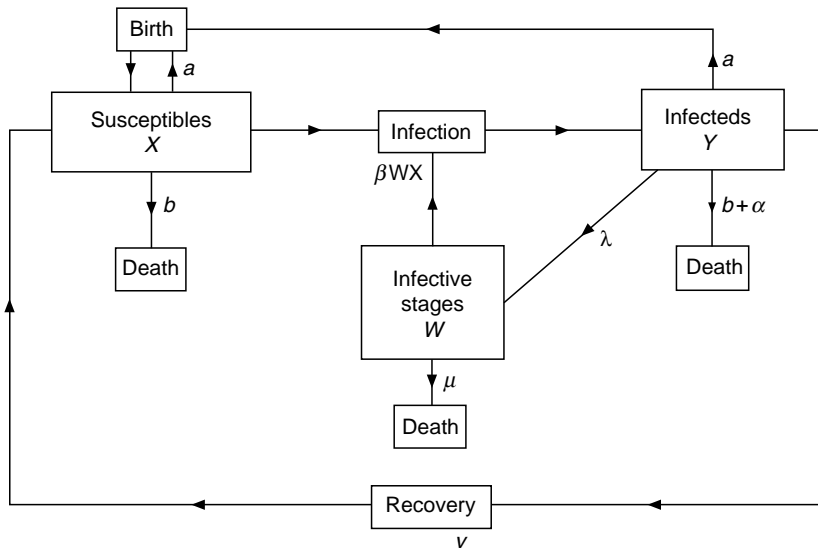 Birth
a
a
Susceptibles
X
Infection
Infecteds
Y
βWX
b
b + α
Death
Infective
stages
W
λ
Death
μ
Death
Recovery
v